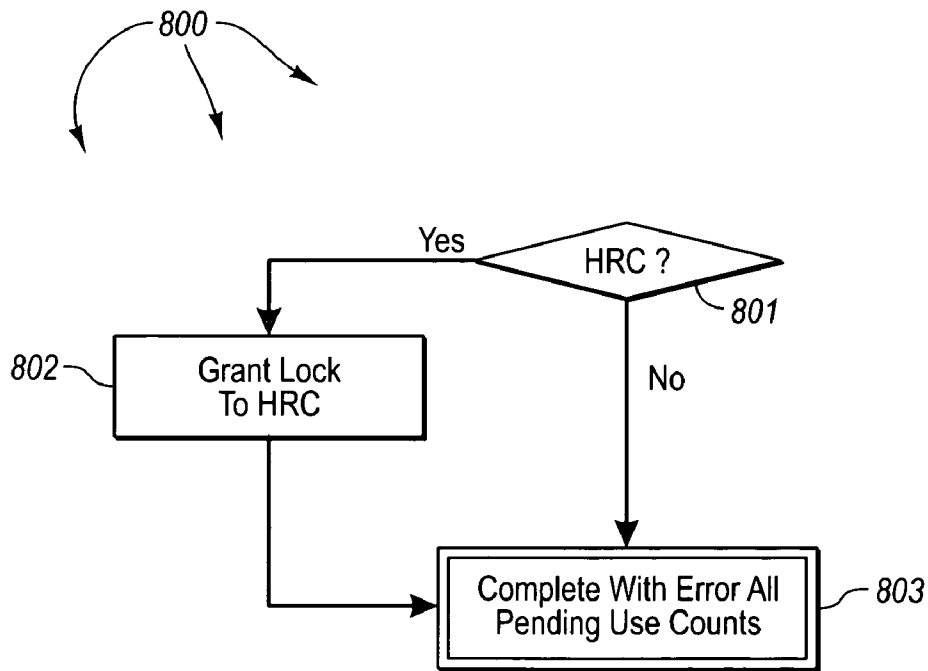 800
Yes
HRC ?
801
802
Grant Lock
To HRC
No
Complete With Error All
Pending Use Counts
803